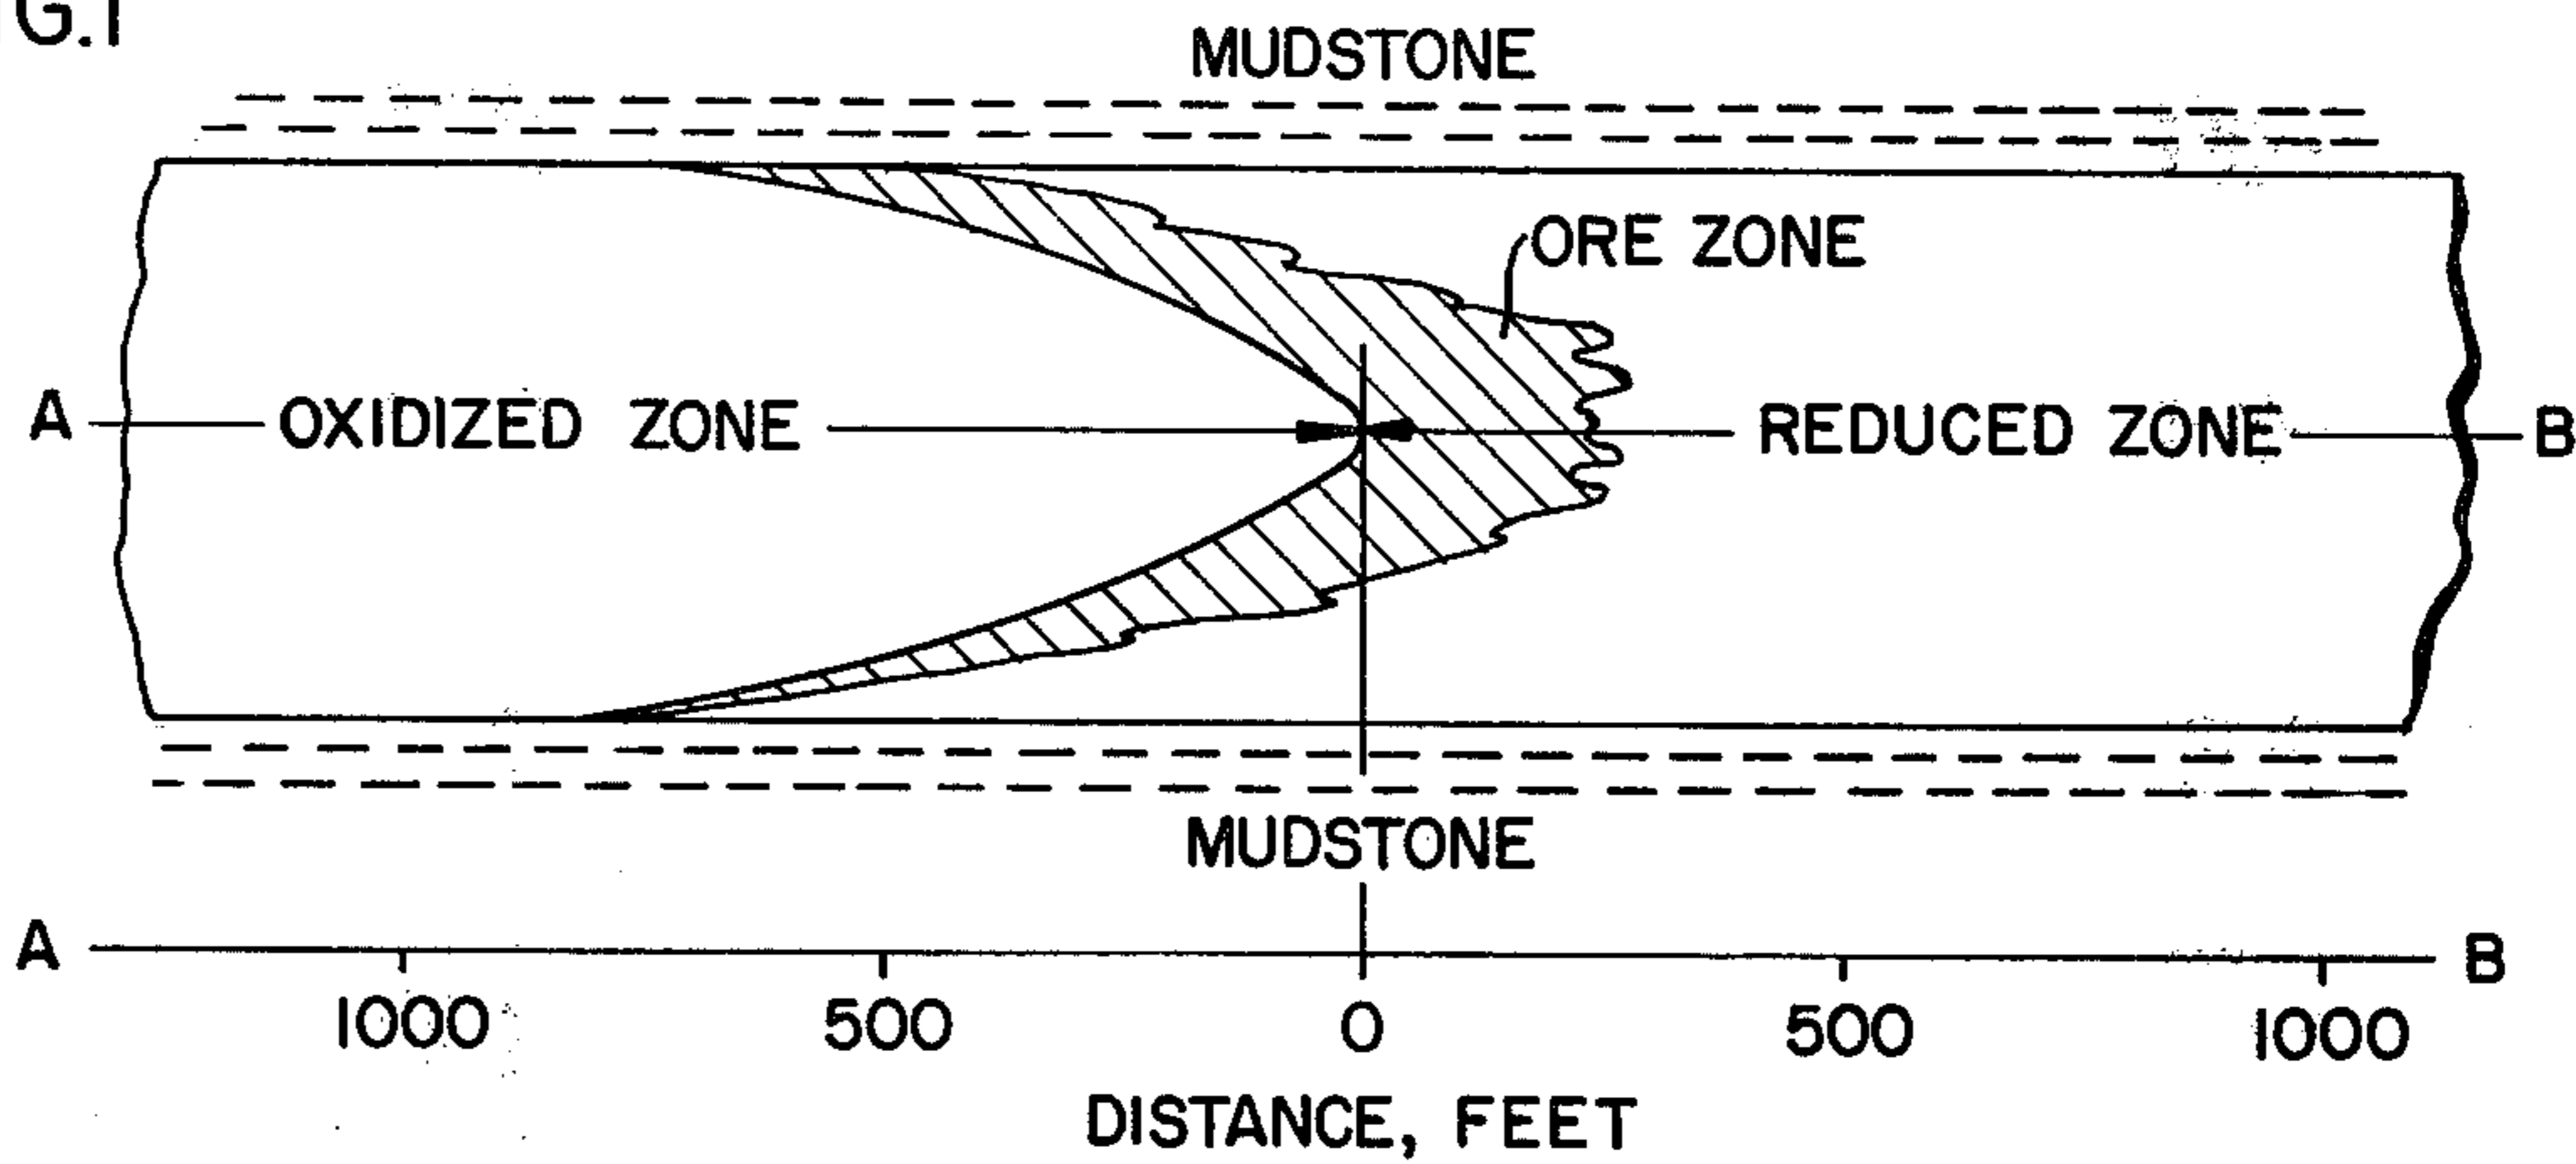 G.1
MUDSTONE
ORE ZONE
A OXIDIZED ZONE REDUCED ZONE B
MUDSTONE
A B
1000 500 0 500 1000
DISTANCE, FEET